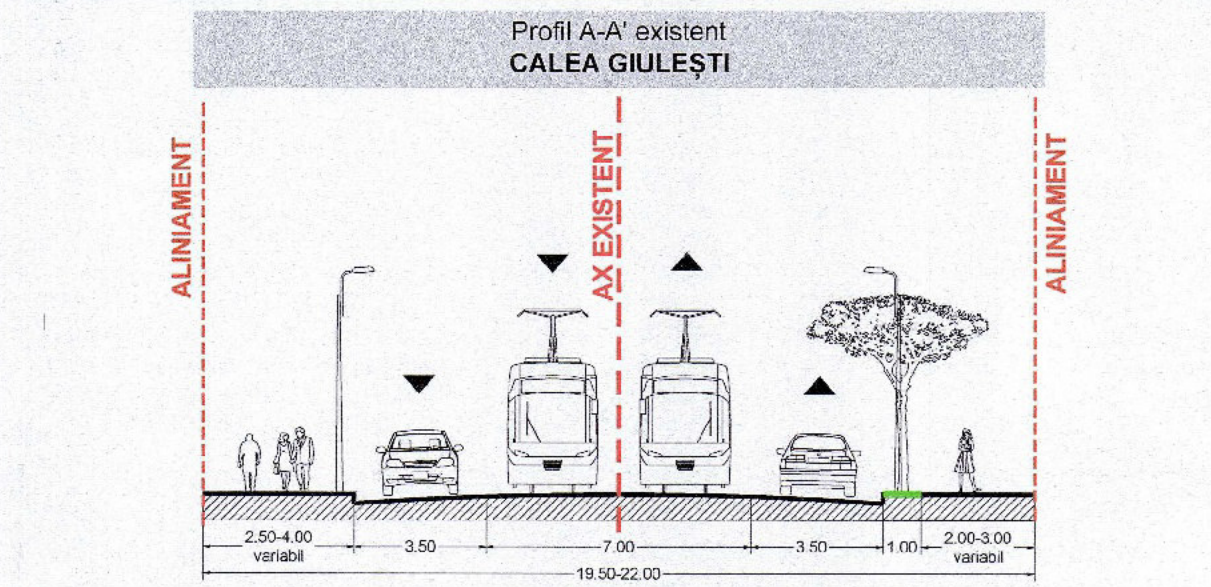 Profil A-A' existent
CALEA GIULEȘTI
ALINIAMENT
AX EXISTENT
ALINIAMENT
2.50-4.00
variabil
3.50
7.00
3.50
1.00
2.00-3.00
variabil
19.50-22.00